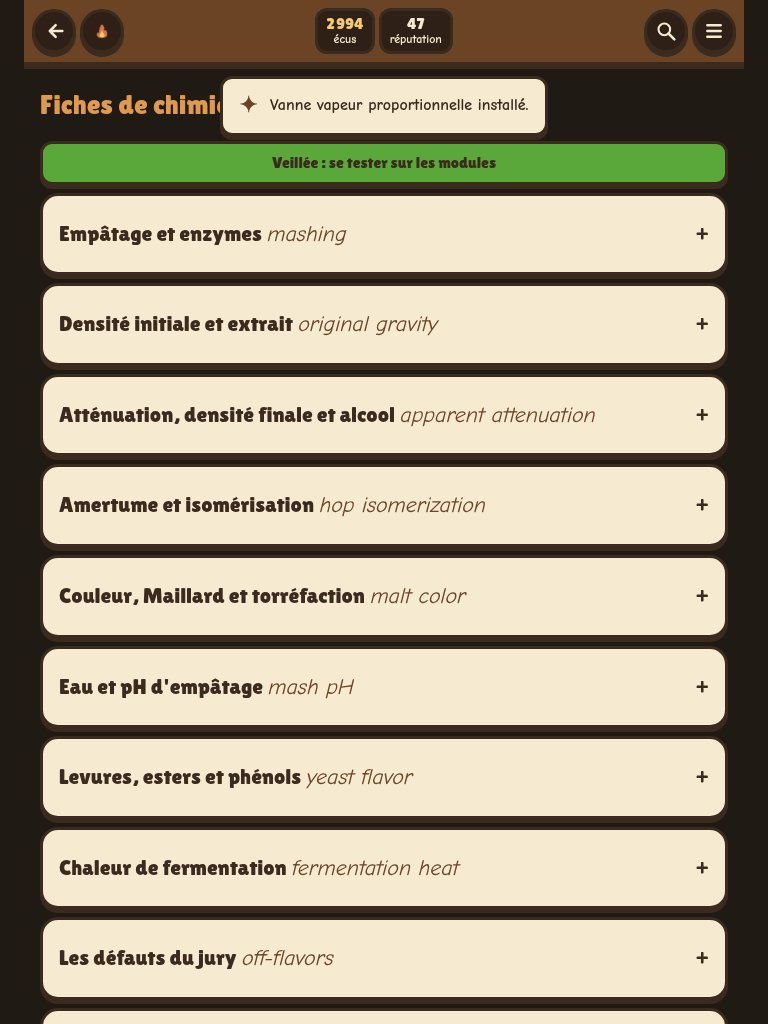 2 994
écus
47
réputation
Fiches de chimi
Vanne vapeur proportionnelle installé.
Veillée : se tester sur les modules
Empâtage et enzymes mashing +
Densité initiale et extrait original gravity +
Atténuation, densité finale et alcool apparent attenuation +
Amertume et isomérisation hop isomerization +
Couleur, Maillard et torréfaction malt color +
Eau et pH d'empâtage mash pH +
Levures, esters et phénols yeast flavor +
Chaleur de fermentation fermentation heat +
Les défauts du jury off-flavors +